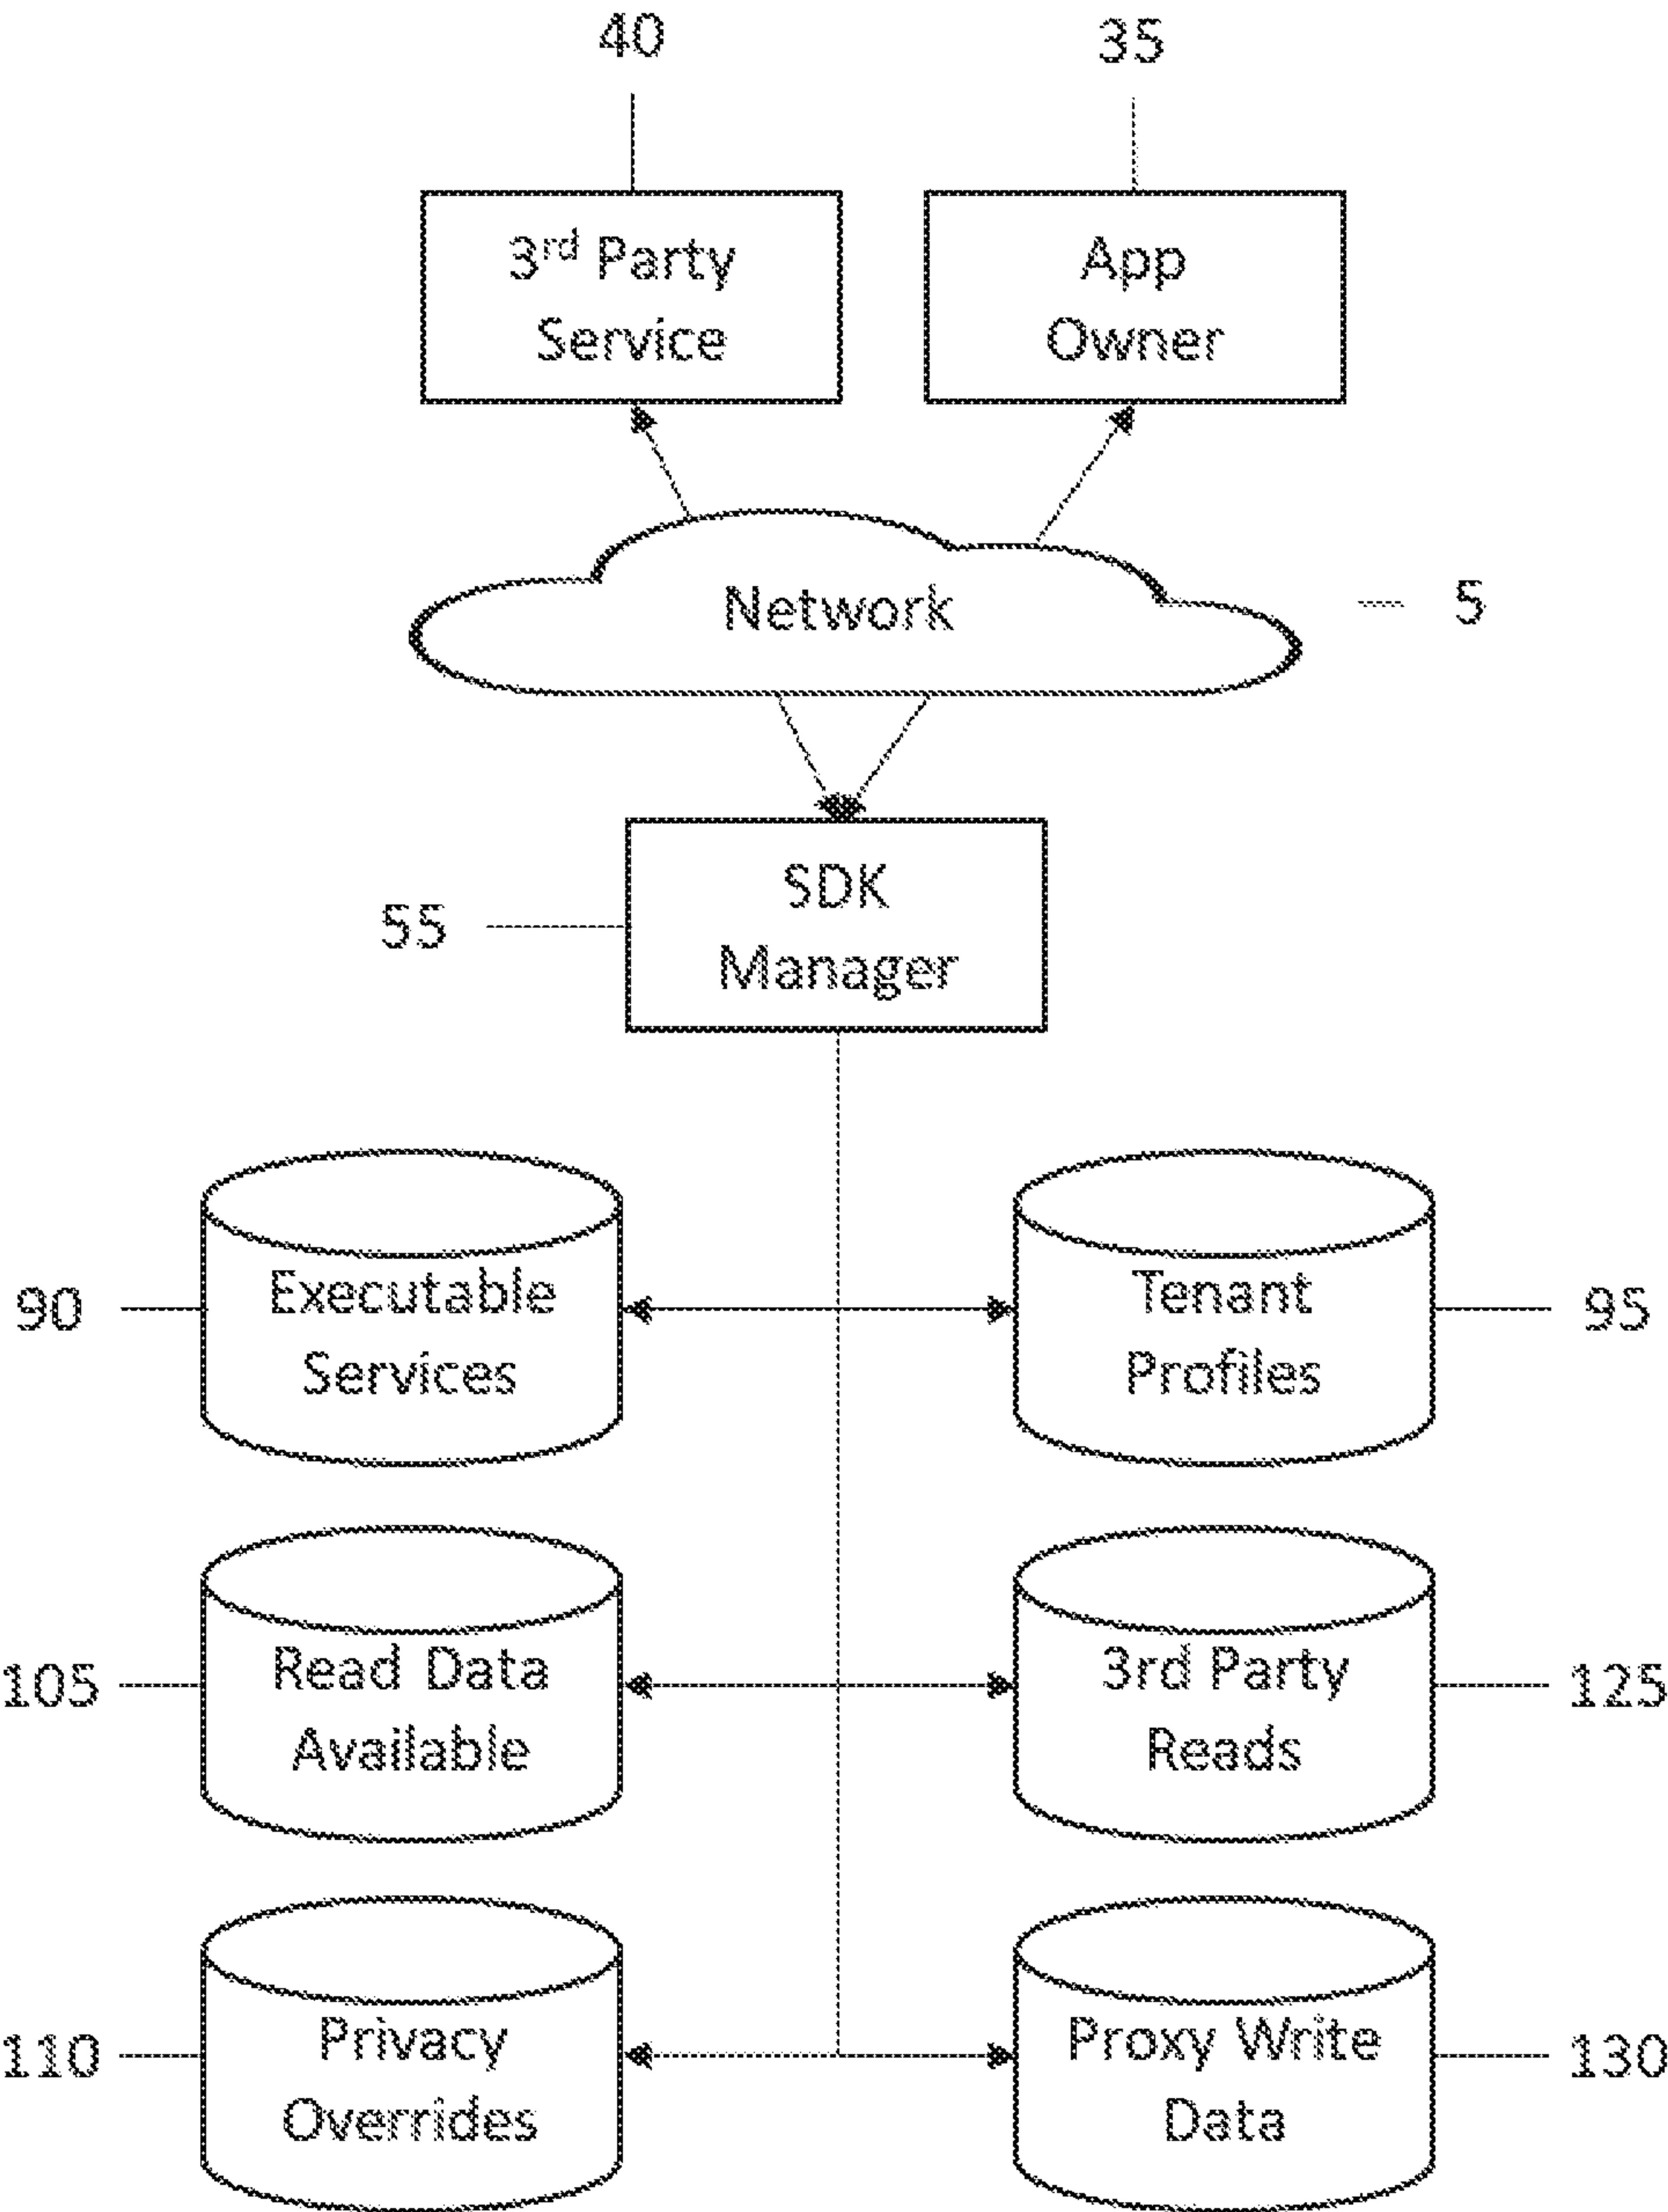 40
35
3rd Party
Service
App
Owner
Network
5
SDK
Manager
55
Executable
Services
90
Tenant
Profiles
95
Read Data
Available
105
3rd Party
Reads
125
Privacy
Overrides
110
Proxy Write
Data
130